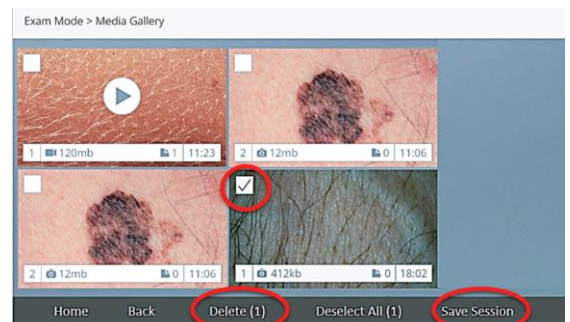 Exam Mode > Media Gallery
1 120mb 1 11:23
2 12mb 0 11:06
2 12mb 0 11:06
1 412kb 0 18:02
Home Back Delete (1) Deselect All (1) Save Session